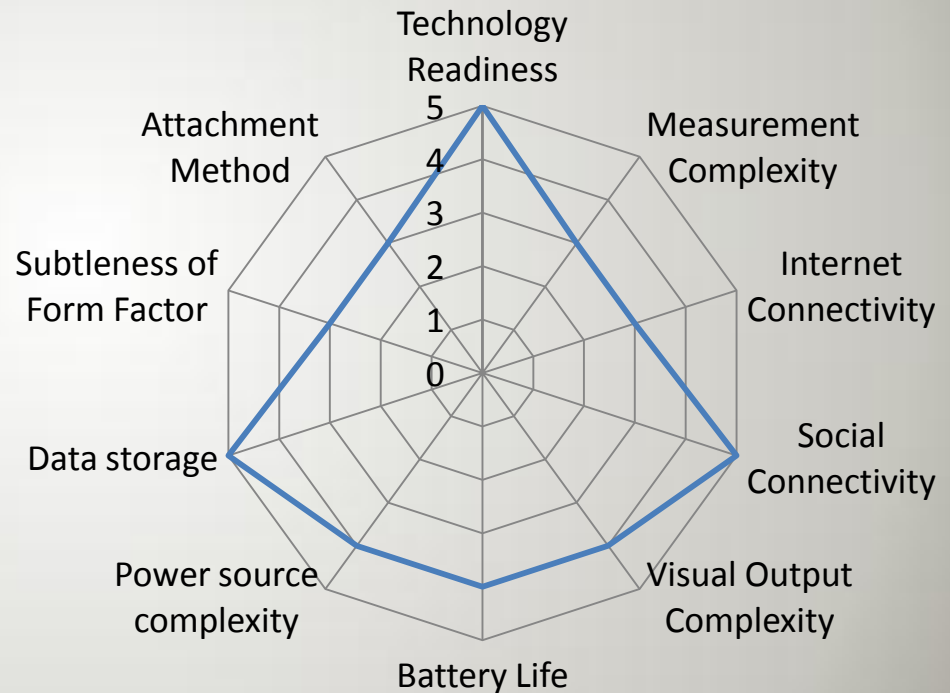 Technology
Readiness
5
Attachment
Method
Measurement
Complexity
4
3
Subtleness of
Form Factor
Internet
Connectivity
2
1
0
Data storage
Social
Connectivity
Power source
complexity
Visual Output
Complexity
Battery Life